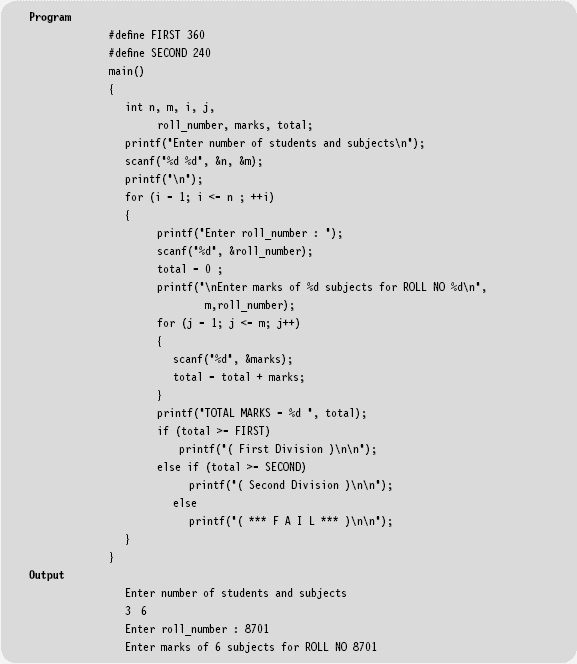 Program
#define FIRST 360
#define SECOND 240
main()
{
int n, m, i, j,
roll_number, marks, total;
printf("Enter number of students and subjects\n");
scanf("%d %d", &n, &m);
printf("\n");
for (i = 1; i <= n ; ++i)
{
printf("Enter roll_number : ");
scanf("%d", &roll_number);
total = 0 ;
printf("\nEnter marks of %d subjects for ROLL NO %d\n",
m,roll_number);
for (j = 1; j <= m; j++)
{
scanf("%d", &marks);
total = total + marks;
}
printf("TOTAL MARKS = %d ", total);
if (total >= FIRST)
printf("( First Division )\n\n");
else if (total >= SECOND)
printf("( Second Division )\n\n");
else
printf("( *** F A I L *** )\n\n");
}
}
Output
Enter number of students and subjects
3 6
Enter roll_number : 8701
Enter marks of 6 subjects for ROLL NO 8701